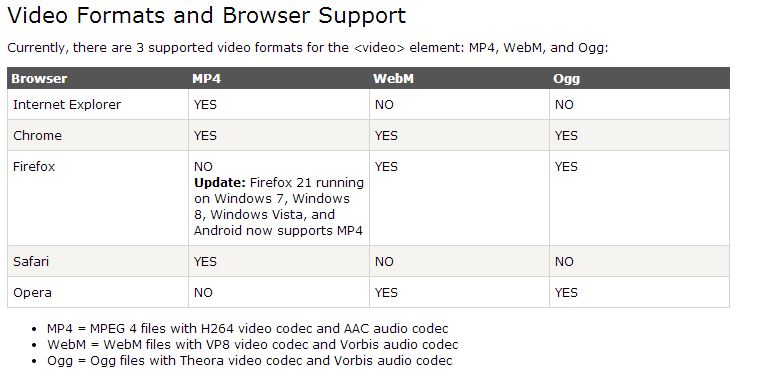 Video Formats and Browser Support
Currently, there are 3 supported video formats for the <video> element: MP4, WebM, and Ogg:
Browser MP4 WebM Ogg
Internet Explorer YES NO NO
Chrome YES YES YES
Firefox NO YES YES
Update: Firefox 21 running
on Windows 7, Windows
8, Windows Vista, and
Android now supports MP4
Safari YES NO NO
Opera NO YES YES
• MP4 = MPEG 4 files with H264 video codec and AAC audio codec
• WebM = WebM files with VP8 video codec and Vorbis audio codec
• Ogg = Ogg files with Theora video codec and Vorbis audio codec